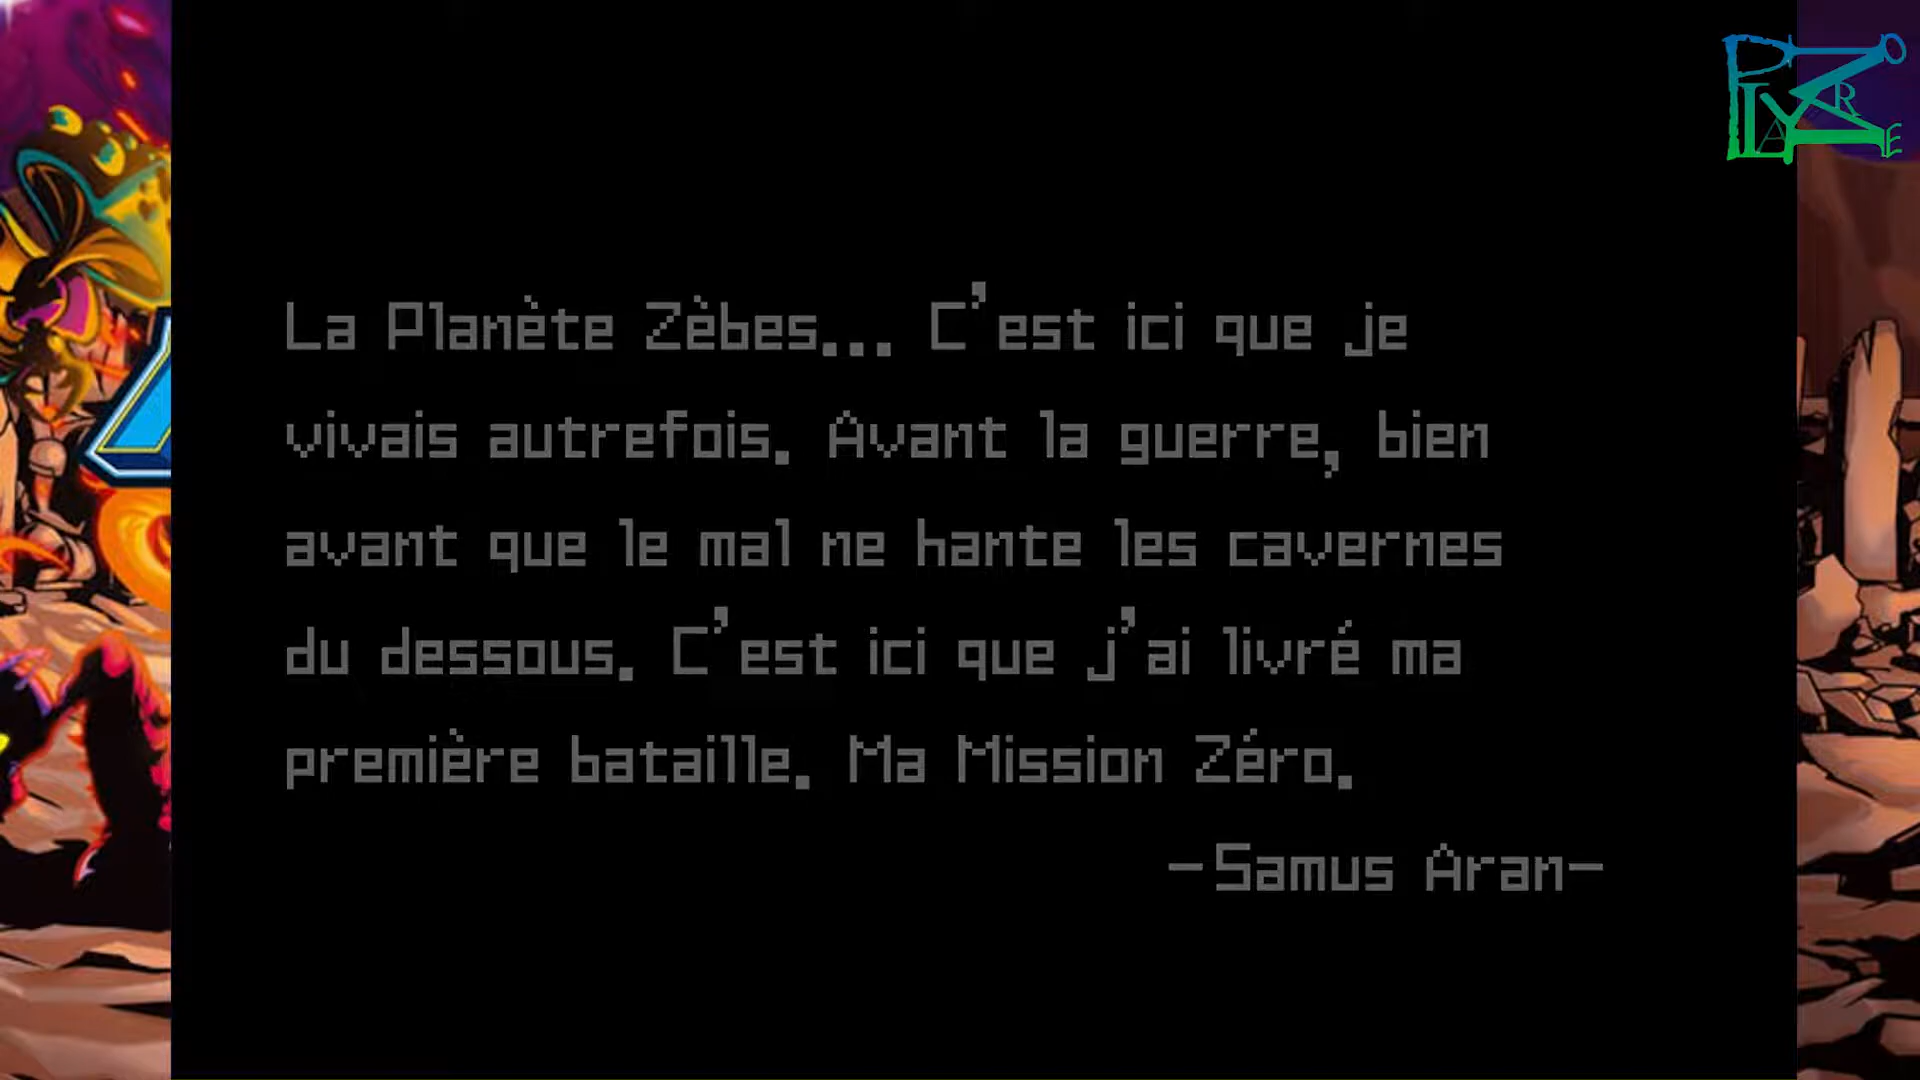 La Planète Zèbes... C'est ici que je
vivais autrefois. Avant la guerre, bien
avant que le mal ne hante les cavernes
du dessous. C'est ici que j'ai livré ma
première bataille. Ma Mission Zéro.
-Samus Aran-